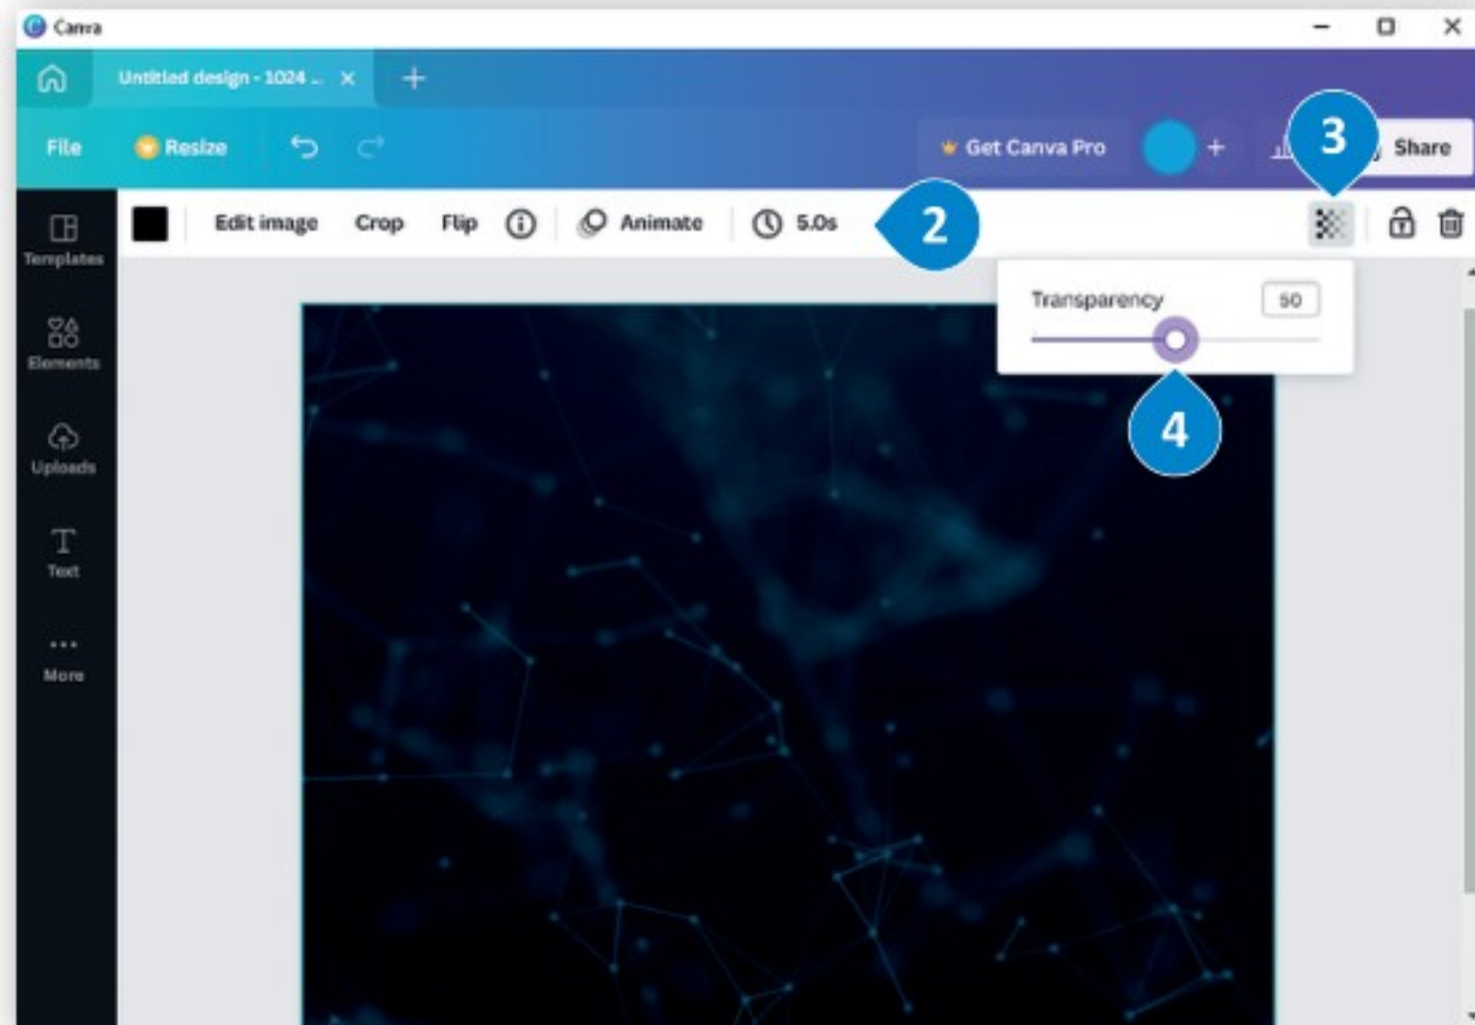 Canva
Untitled design - 1024 ...
File
Resize
Get Canva Pro
3
Share
Edit image
Crop
Flip
Animate
5.0s
2
Templates
Elements
Uploads
Text
More
Transparency
50
4